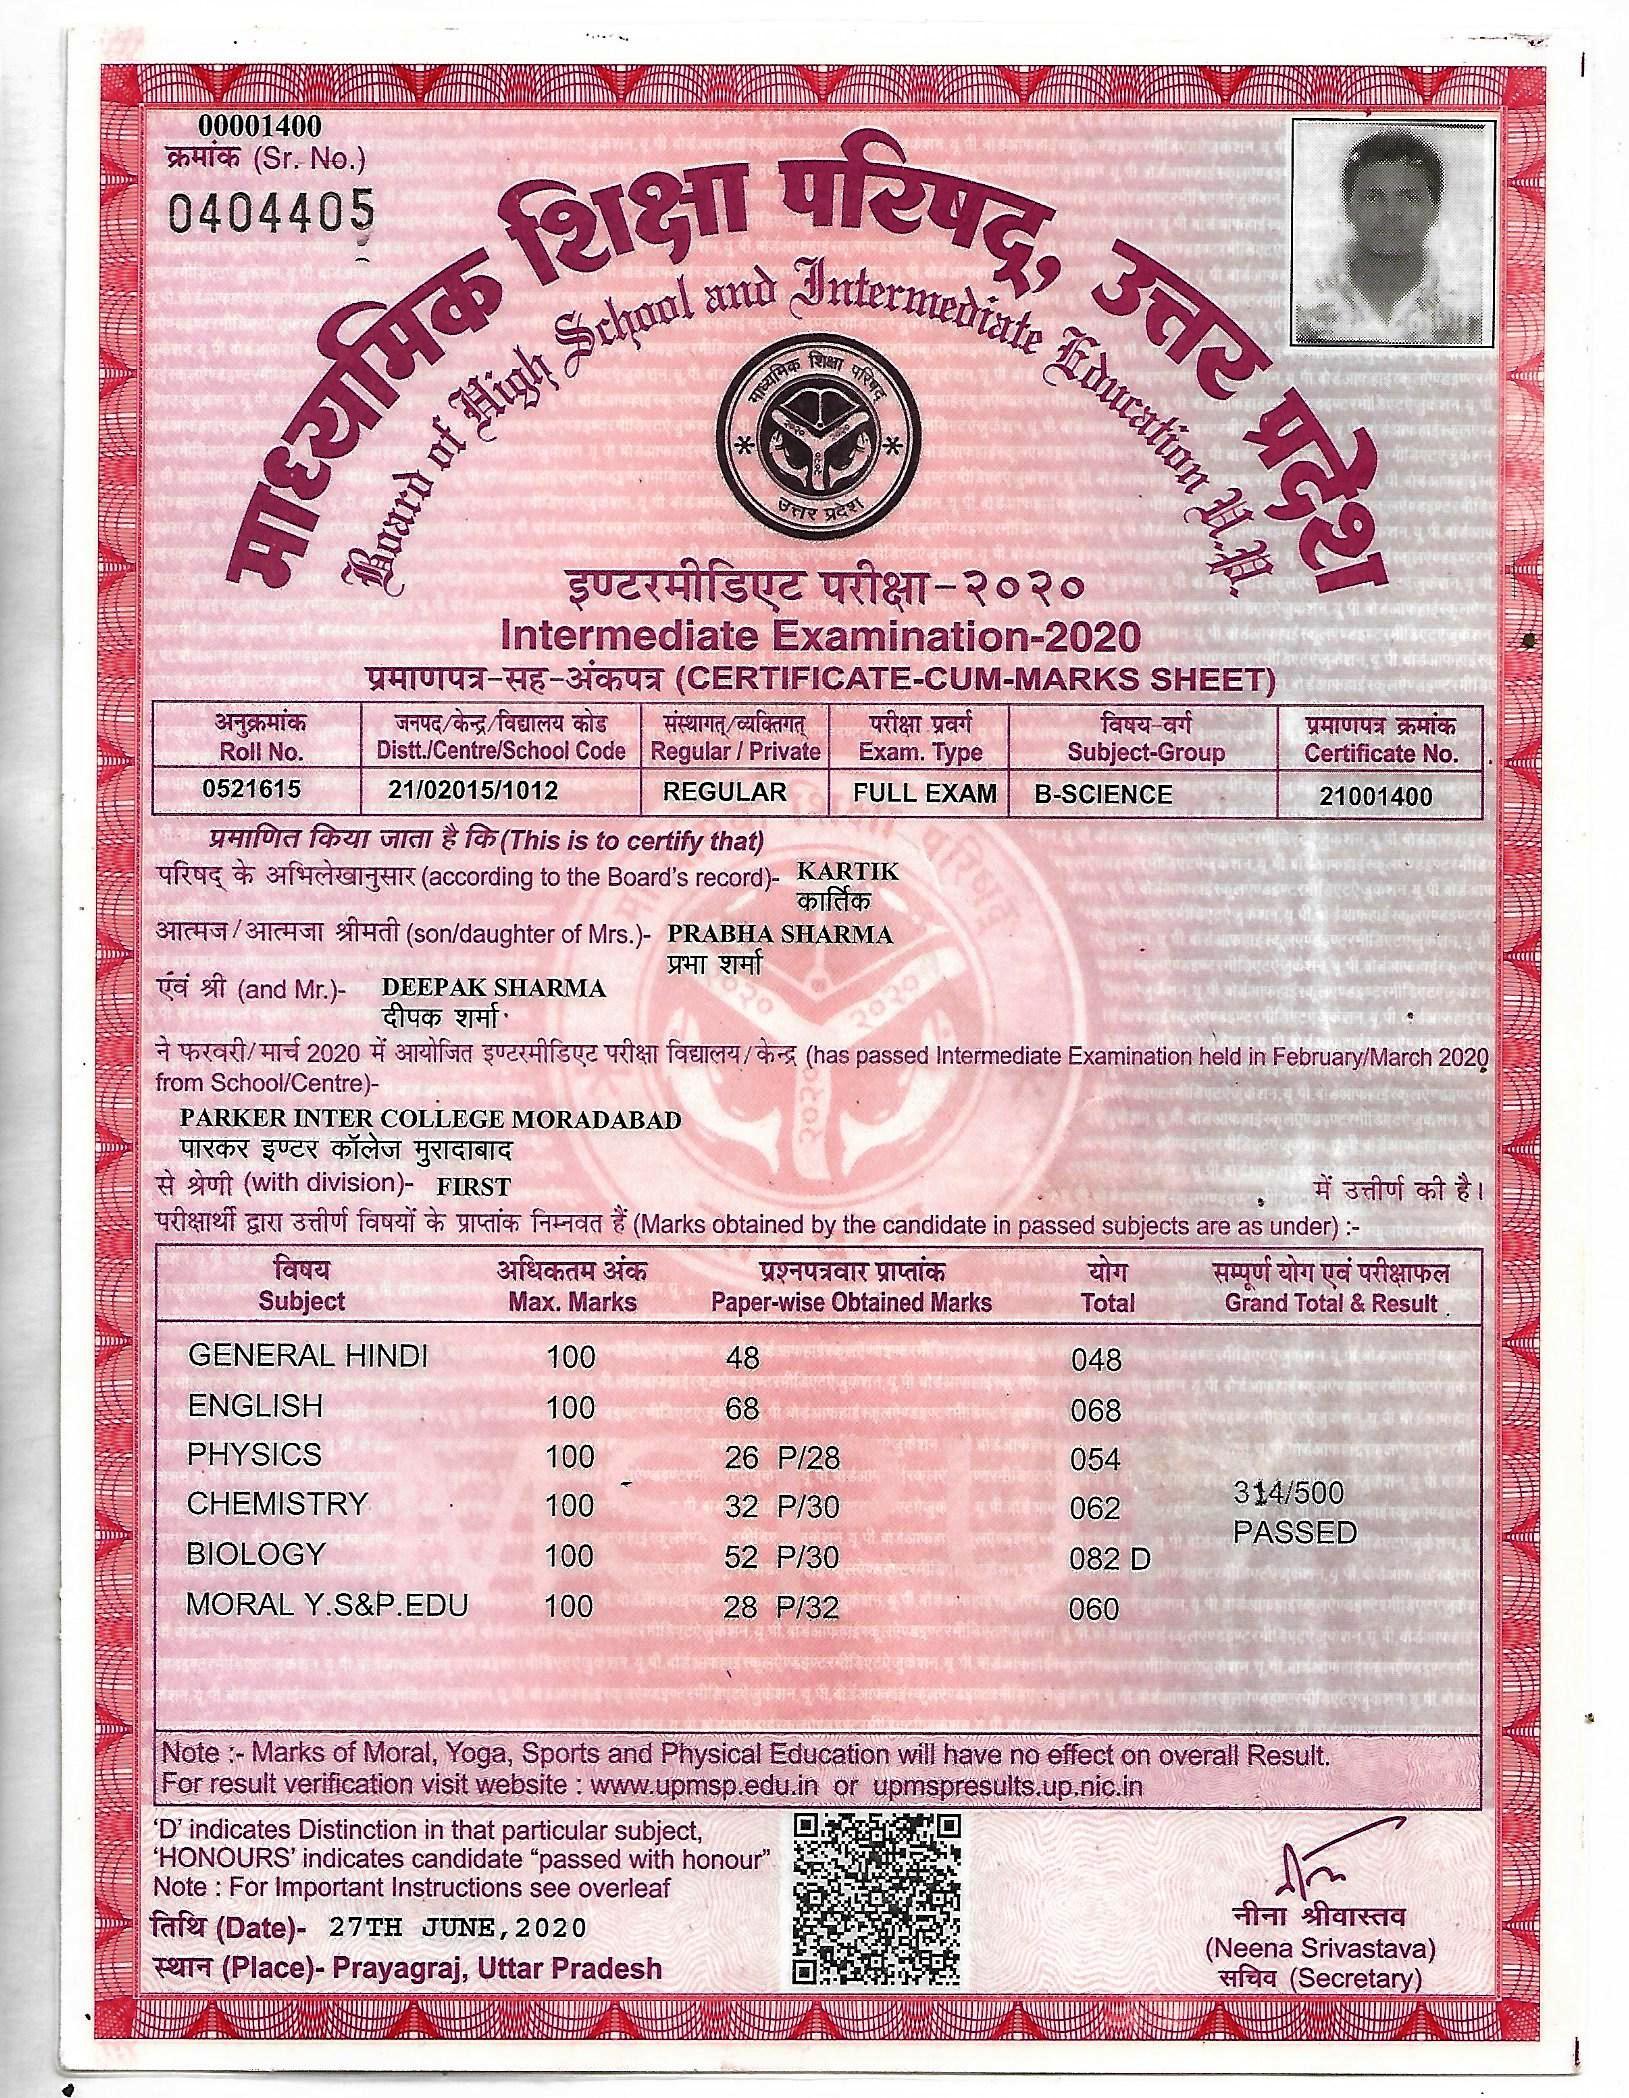 00001400
क्रमांक (Sr. No.)
0404405
माध्यमिक शिक्षा परिषद्, उत्तर प्रदेश
Board of High School and Intermediate Education U.P.
माध्यमिक शिक्षा परिषद्
उत्तर प्रदेश
इण्टरमीडिएट परीक्षा-२०२०
Intermediate Examination-2020
प्रमाणपत्र-सह-अंकपत्र (CERTIFICATE-CUM-MARKS SHEET)
अनुक्रमांक जनपद/केन्द्र/विद्यालय कोड संस्थागत्/व्यक्तिगत् परीक्षा प्रवर्ग विषय-वर्ग प्रमाणपत्र क्रमांक
Roll No. Distt./Centre/School Code Regular / Private Exam. Type Subject-Group Certificate No.
0521615 21/02015/1012 REGULAR FULL EXAM B-SCIENCE 21001400
प्रमाणित किया जाता है कि (This is to certify that)
परिषद् के अभिलेखानुसार (according to the Board's record)- KARTIK
कार्तिक
आत्मज/आत्मजा श्रीमती (son/daughter of Mrs.)- PRABHA SHARMA
प्रभा शर्मा
एंवं श्री (and Mr.)- DEEPAK SHARMA
दीपक शर्मा
ने फरवरी/मार्च 2020 में आयोजित इण्टरमीडिएट परीक्षा विद्यालय/केन्द्र (has passed Intermediate Examination held in February/March 2020
from School/Centre)-
PARKER INTER COLLEGE MORADABAD
पारकर इण्टर कॉलेज मुरादाबाद
से श्रेणी (with division)- FIRST में उत्तीर्ण की है।
परीक्षार्थी द्वारा उत्तीर्ण विषयों के प्राप्तांक निम्नवत हैं (Marks obtained by the candidate in passed subjects are as under) :-
विषय अधिकतम अंक प्रश्नपत्रवार प्राप्तांक योग सम्पूर्ण योग एवं परीक्षाफल
Subject Max. Marks Paper-wise Obtained Marks Total Grand Total & Result
GENERAL HINDI 100 48 048
ENGLISH 100 68 068
PHYSICS 100 26 P/28 054
314/500
CHEMISTRY 100 32 P/30 062
PASSED
BIOLOGY 100 52 P/30 082 D
MORAL Y.S&P.EDU 100 28 P/32 060
Note :- Marks of Moral, Yoga, Sports and Physical Education will have no effect on overall Result.
For result verification visit website : www.upmsp.edu.in or upmspresults.up.nic.in
'D' indicates Distinction in that particular subject,
'HONOURS' indicates candidate "passed with honour"
Note : For Important Instructions see overleaf
तिथि (Date)- 27TH JUNE,2020
स्थान (Place)- Prayagraj, Uttar Pradesh
नीना श्रीवास्तव
(Neena Srivastava)
सचिव (Secretary)